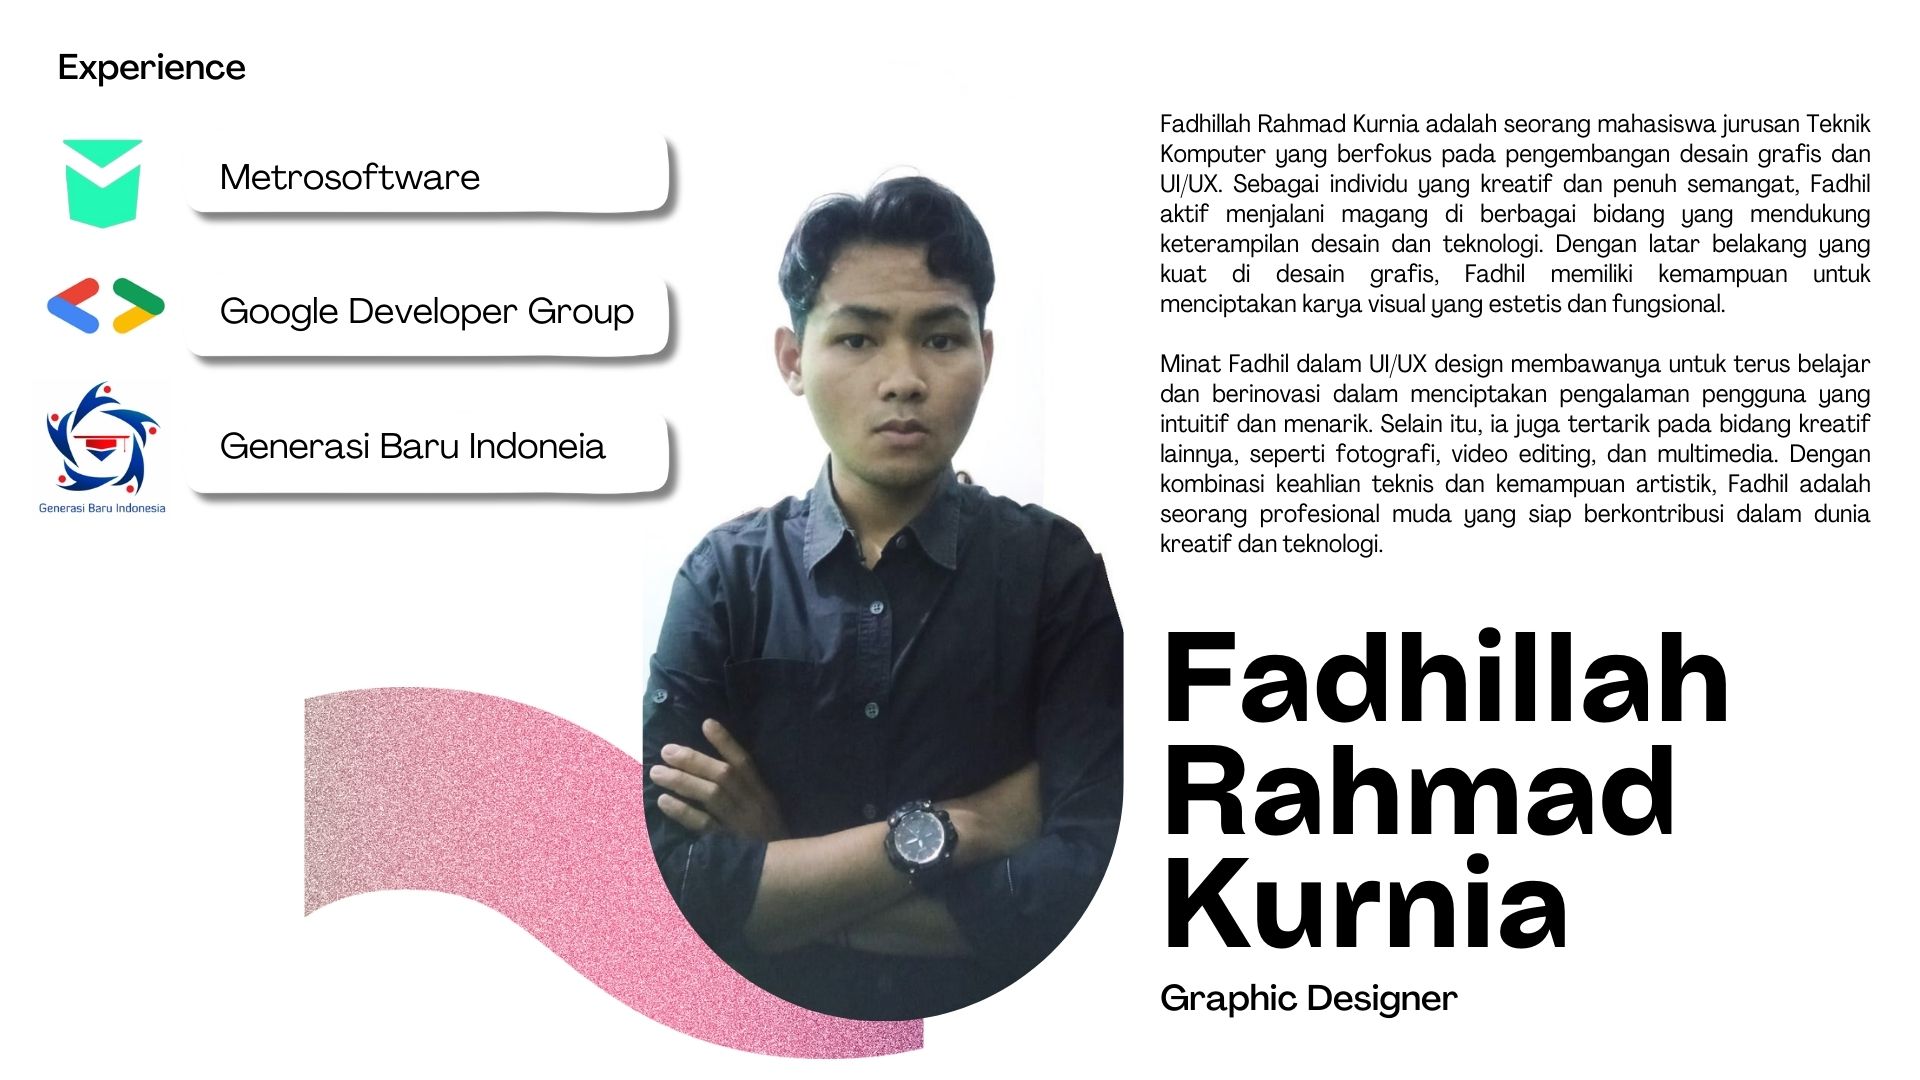 Experience
Metrosoftware
Google Developer Group
Generasi Baru Indoneia
Generasi Baru Indonesia
Fadhillah Rahmad Kurnia adalah seorang mahasiswa jurusan Teknik
Komputer yang berfokus pada pengembangan desain grafis dan
UI/UX. Sebagai individu yang kreatif dan penuh semangat, Fadhil
aktif menjalani magang di berbagai bidang yang mendukung
keterampilan desain dan teknologi. Dengan latar belakang yang
kuat di desain grafis, Fadhil memiliki kemampuan untuk
menciptakan karya visual yang estetis dan fungsional.
Minat Fadhil dalam UI/UX design membawanya untuk terus belajar
dan berinovasi dalam menciptakan pengalaman pengguna yang
intuitif dan menarik. Selain itu, ia juga tertarik pada bidang kreatif
lainnya, seperti fotografi, video editing, dan multimedia. Dengan
kombinasi keahlian teknis dan kemampuan artistik, Fadhil adalah
seorang profesional muda yang siap berkontribusi dalam dunia
kreatif dan teknologi.
Fadhillah
Rahmad
Kurnia
Graphic Designer